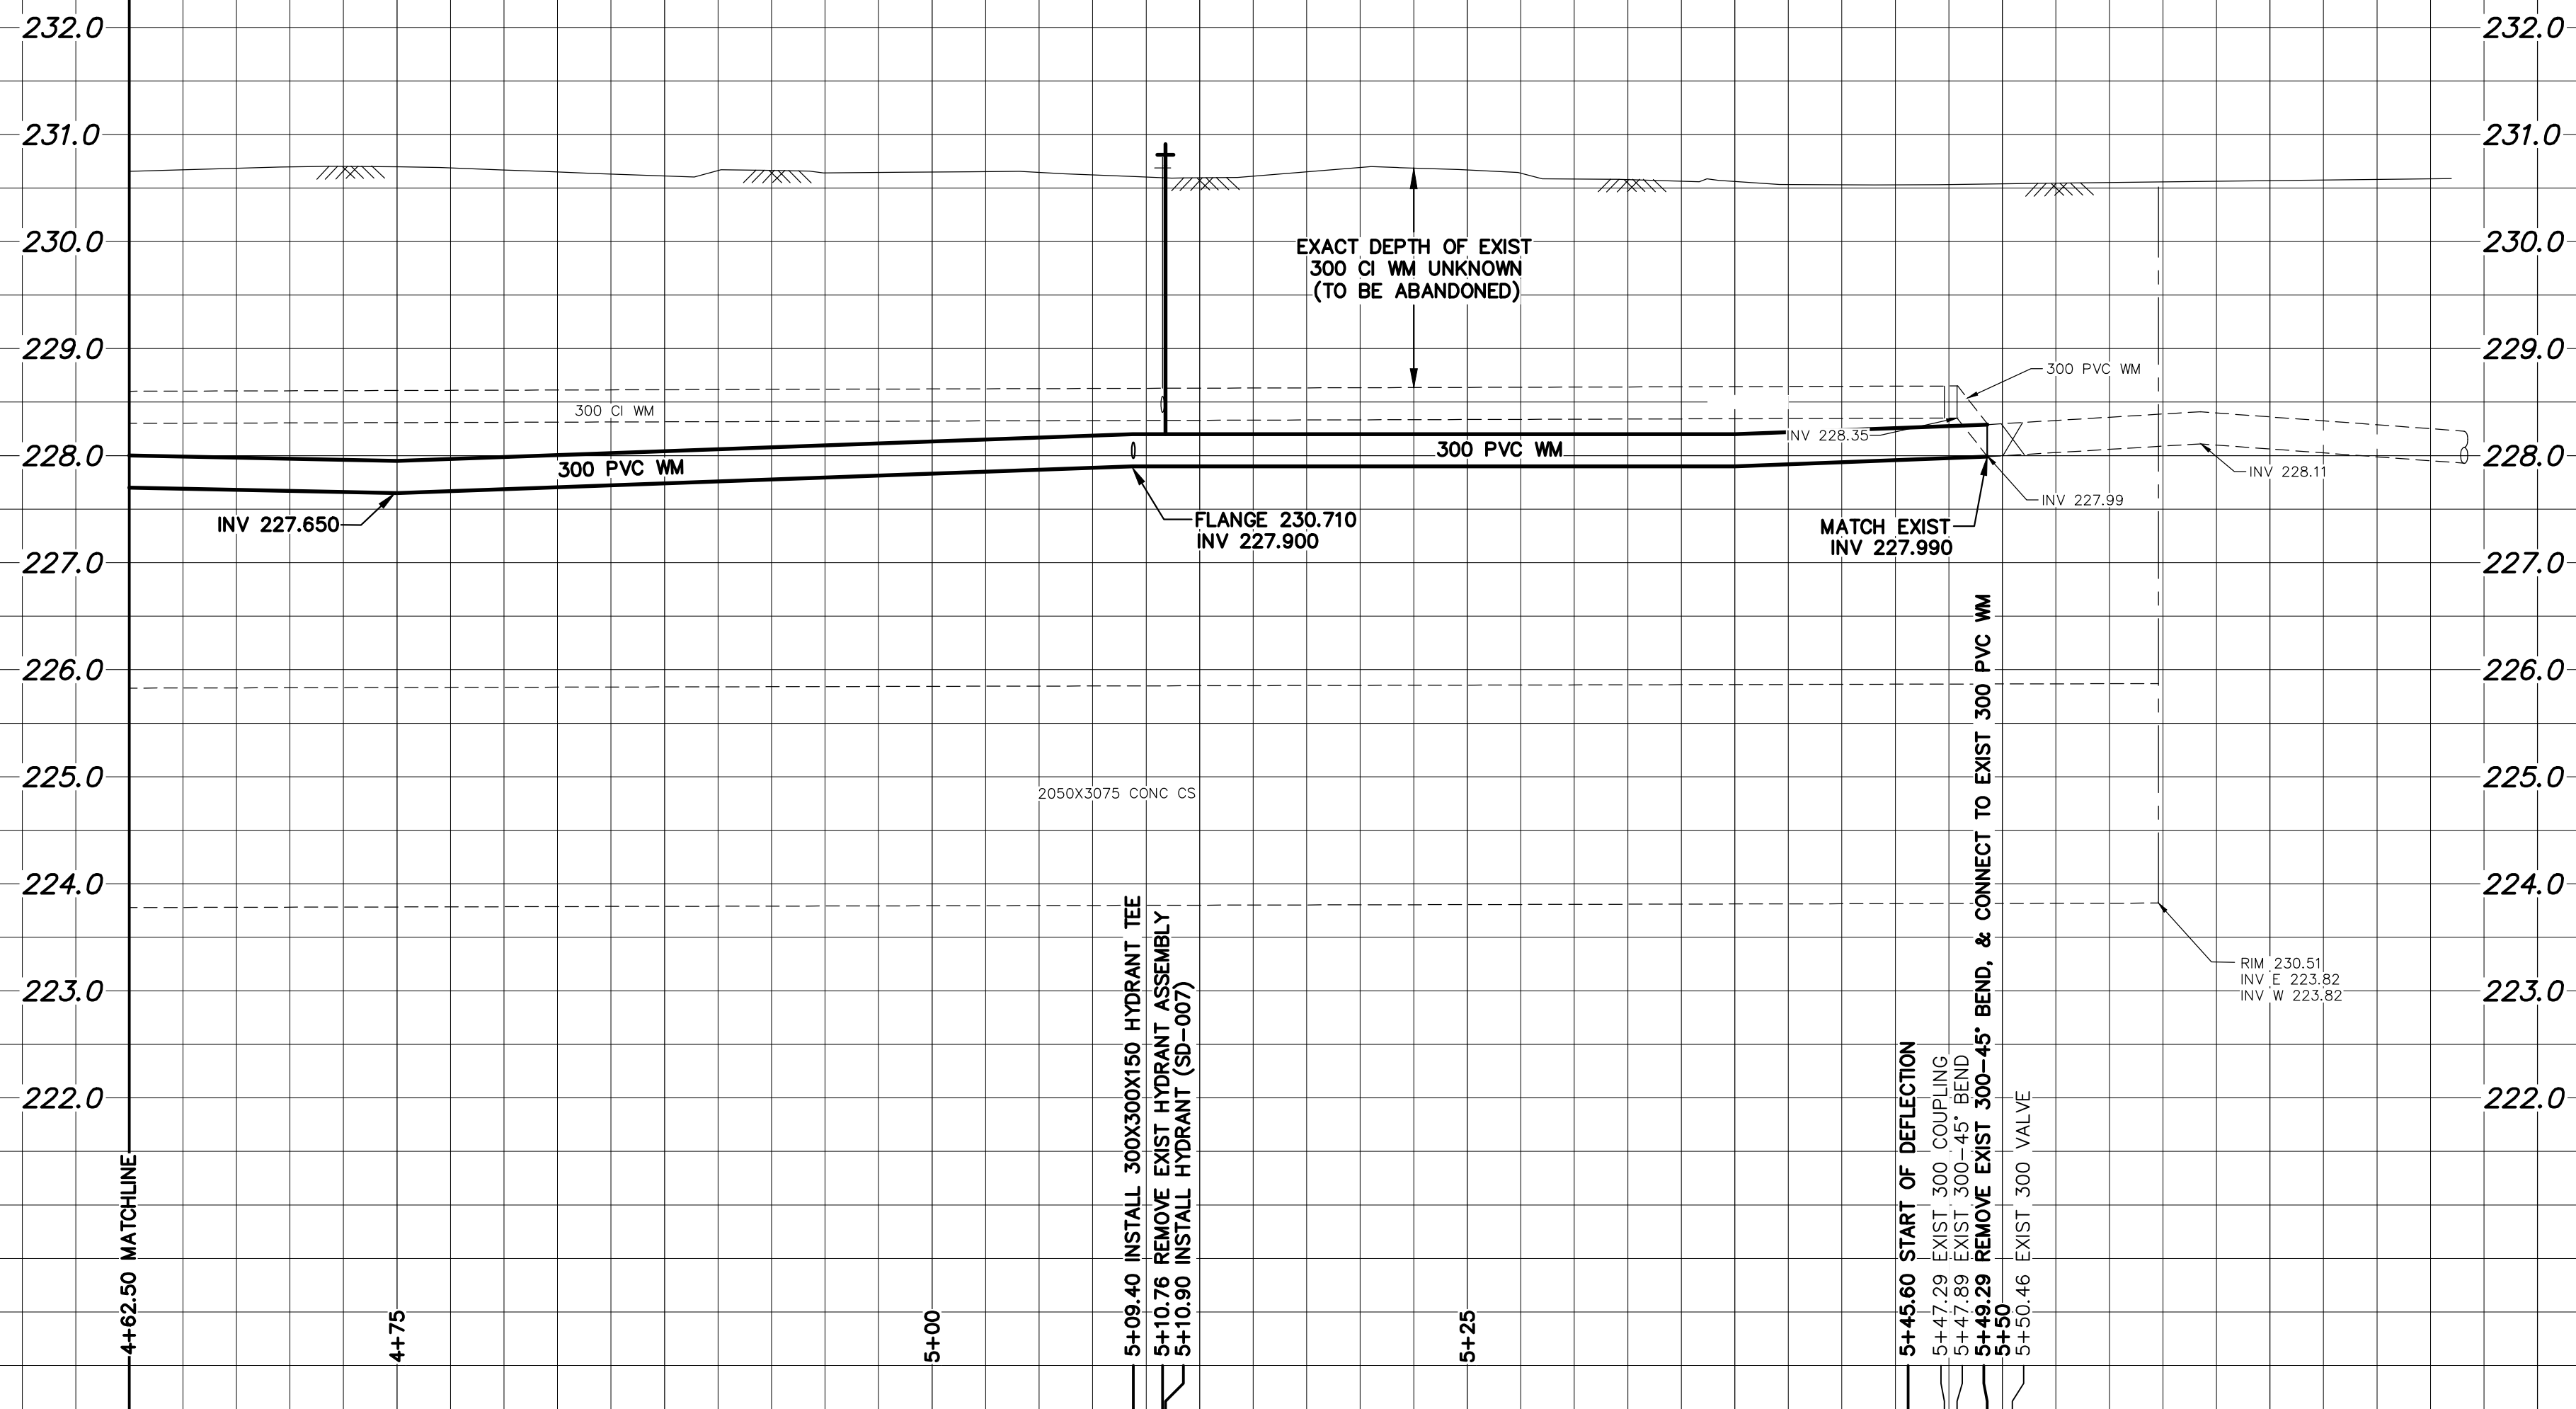 232.0
232.0
231.0
231.0
230.0
230.0
EXACT DEPTH OF EXIST
300 CI WM UNKNOWN
(TO BE ABANDONED)
229.0
229.0
300 PVC WM
300 CI WM
INV 228.35
300 PVC WM
228.0
228.0
300 PVC WM
INV 228.11
INV 227.99
INV 227.650
FLANGE 230.710
INV 227.900
MATCH EXIST
INV 227.990
227.0
227.0
226.0
226.0
225.0
225.0
2050X3075 CONC CS
224.0
224.0
RIM 230.51
INV E 223.82
INV W 223.82
223.0
223.0
222.0
222.0
4+62.50 MATCHLINE
4+75
5+00
5+09.40 INSTALL 300X300X150 HYDRANT TEE
5+10.76 REMOVE EXIST HYDRANT ASSEMBLY
5+10.90 INSTALL HYDRANT (SD-007)
5+25
5+45.60 START OF DEFLECTION
5+47.29 EXIST 300 COUPLING
5+47.89 EXIST 300-45° BEND
5+49.29 REMOVE EXIST 300-45° BEND, & CONNECT TO EXIST 300 PVC WM
5+50
5+50.46 EXIST 300 VALVE